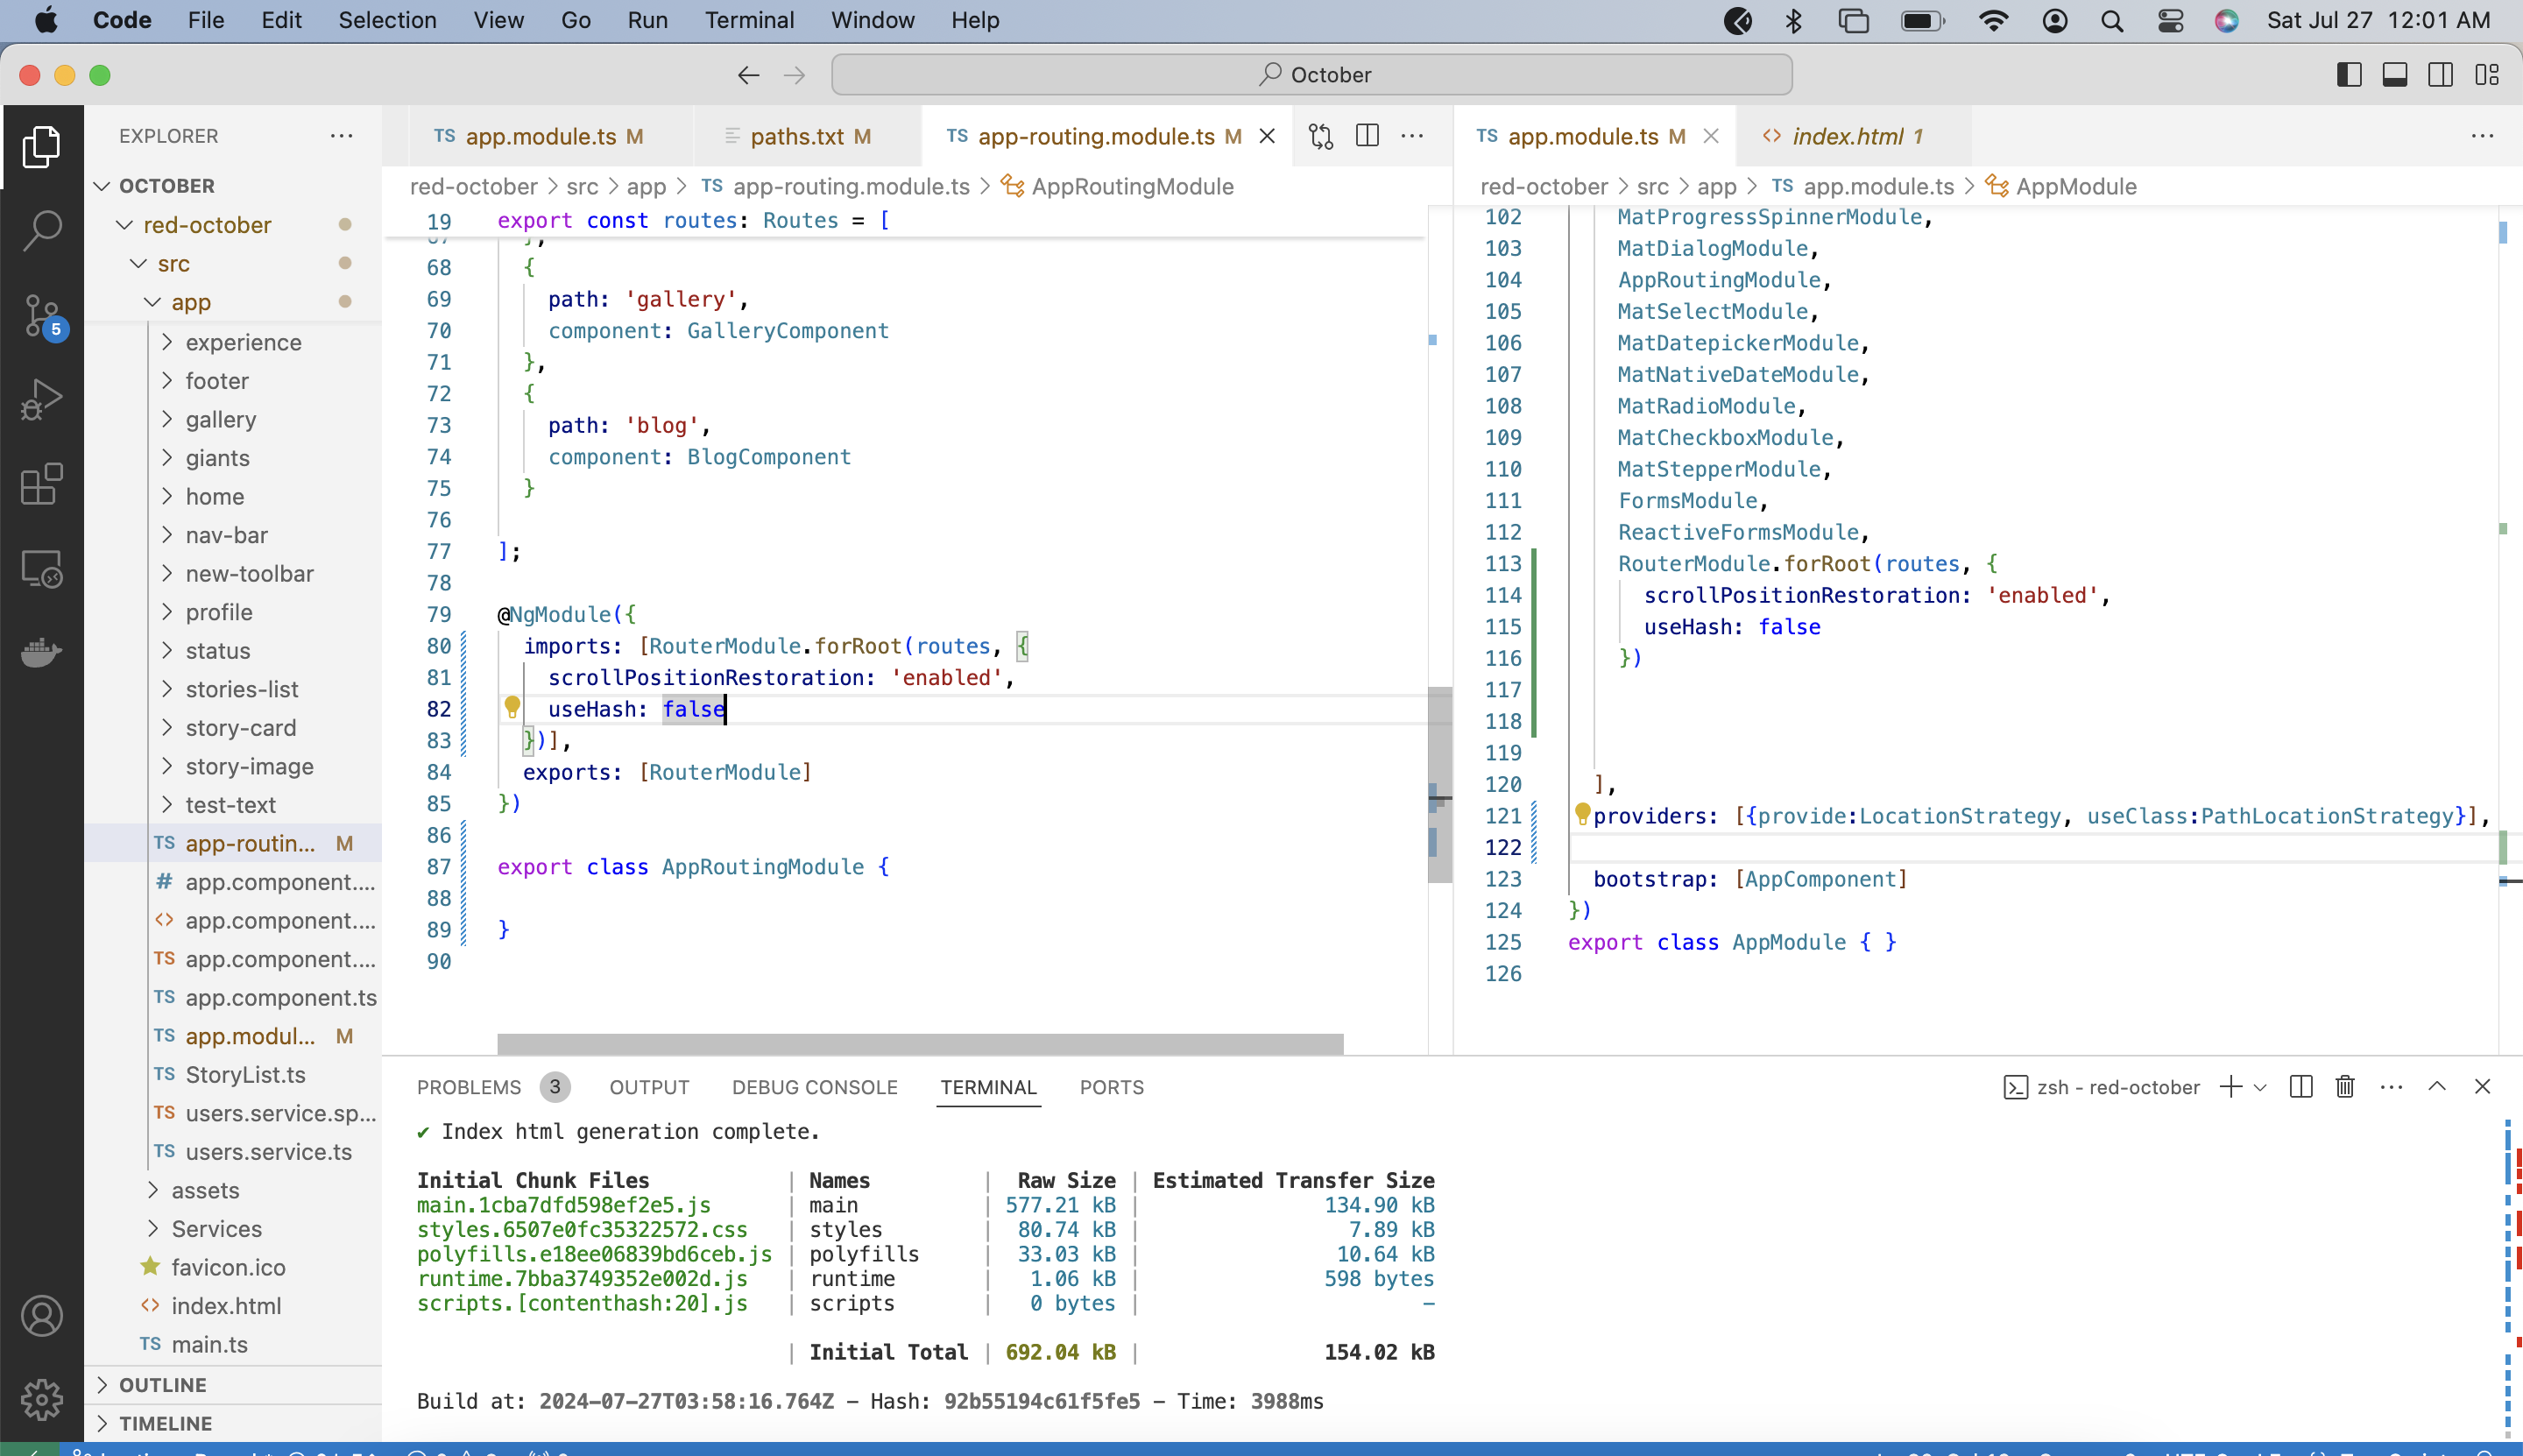 Code File Edit Selection View Go Run Terminal Window Help Sat Jul 27 12:01 AM
October
EXPLORER
OCTOBER
red-october
src
app
experience
footer
gallery
giants
home
nav-bar
new-toolbar
profile
status
stories-list
story-card
story-image
test-text
TS app-routin... M
# app.component....
<> app.component....
TS app.component....
TS app.component.ts
TS app.modul... M
TS StoryList.ts
TS users.service.sp...
TS users.service.ts
assets
Services
favicon.ico
<> index.html
TS main.ts
OUTLINE
TIMELINE
5
TS app.module.ts M
paths.txt M
TS app-routing.module.ts M
red-october > src > app > TS app-routing.module.ts > AppRoutingModule
19 export const routes: Routes = [
67 },
68 {
69 path: 'gallery',
70 component: GalleryComponent
71 },
72 {
73 path: 'blog',
74 component: BlogComponent
75 }
76
77 ];
78
79 @NgModule({
80 imports: [RouterModule.forRoot(routes, {
81 scrollPositionRestoration: 'enabled',
82 useHash: false
83 })],
84 exports: [RouterModule]
85 })
86
87 export class AppRoutingModule {
88
89 }
90
TS app.module.ts M
<> index.html 1
red-october > src > app > TS app.module.ts > AppModule
102 MatProgressSpinnerModule,
103 MatDialogModule,
104 AppRoutingModule,
105 MatSelectModule,
106 MatDatepickerModule,
107 MatNativeDateModule,
108 MatRadioModule,
109 MatCheckboxModule,
110 MatStepperModule,
111 FormsModule,
112 ReactiveFormsModule,
113 RouterModule.forRoot(routes, {
114 scrollPositionRestoration: 'enabled',
115 useHash: false
116 })
117
118
119
120 ],
121 providers: [{provide:LocationStrategy, useClass:PathLocationStrategy}],
122
123 bootstrap: [AppComponent]
124 })
125 export class AppModule { }
126
PROBLEMS 3 OUTPUT DEBUG CONSOLE TERMINAL PORTS zsh - red-october
✔ Index html generation complete.
Initial Chunk Files | Names | Raw Size | Estimated Transfer Size
main.1cba7dfd598ef2e5.js | main | 577.21 kB | 134.90 kB
styles.6507e0fc35322572.css | styles | 80.74 kB | 7.89 kB
polyfills.e18ee06839bd6ceb.js | polyfills | 33.03 kB | 10.64 kB
runtime.7bba3749352e002d.js | runtime | 1.06 kB | 598 bytes
scripts.[contenthash:20].js | scripts | 0 bytes | -
| Initial Total | 692.04 kB | 154.02 kB
Build at: 2024-07-27T03:58:16.764Z - Hash: 92b55194c61f5fe5 - Time: 3988ms